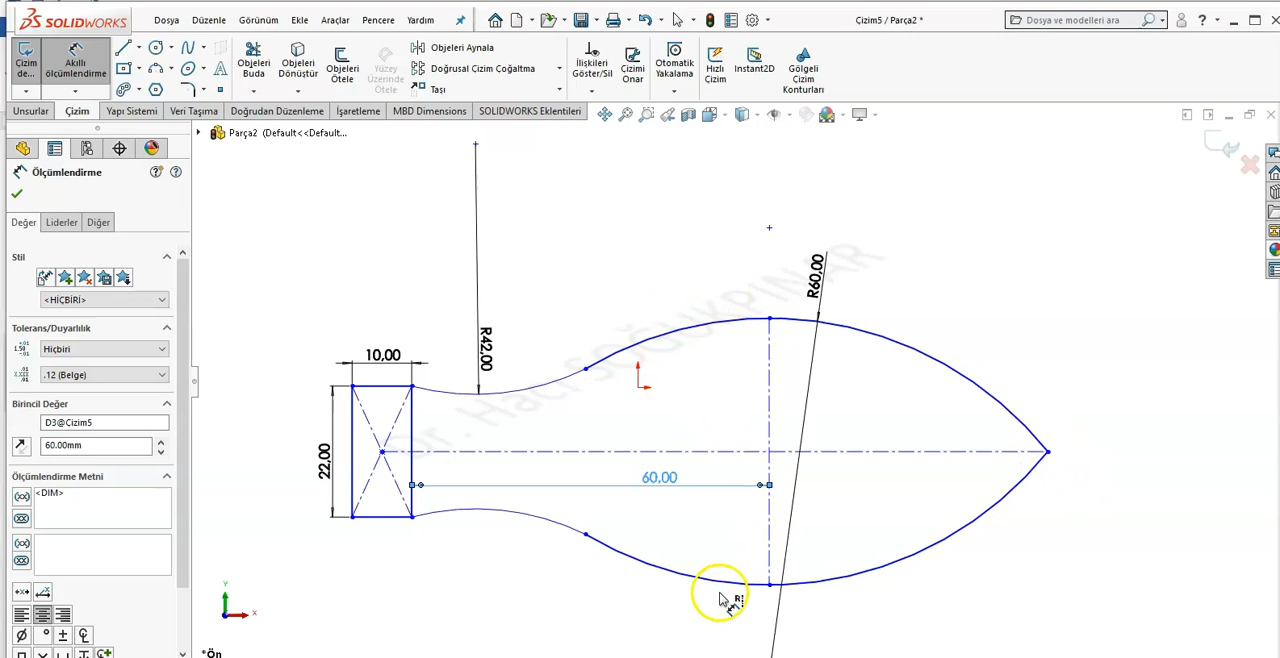 SOLIDWORKS
Dosya Düzenle Görünüm Ekle Araçlar Pencere Yardım
Çizim5 / Parça2 *
Dosya ve modelleri ara
Çizim de...
Akıllı ölçümlendirme
Objeleri Buda
Objeleri Dönüştür
Objeleri Ötele
Yüzey Üzerinde Ötele
Objeleri Aynala
Doğrusal Çizim Çoğaltma
Taşı
İlişkileri Göster/Sil
Çizimi Onar
Otomatik Yakalama
Hızlı Çizim
Instant2D
Gölgeli Çizim Konturları
Unsurlar Çizim Yapı Sistemi Veri Taşıma Doğrudan Düzenleme İşaretleme MBD Dimensions SOLIDWORKS Eklentileri
Parça2 (Default<<Default...
Ölçümlendirme
Değer Liderler Diğer
Stil
<HİÇBİRİ>
Tolerans/Duyarlılık
Hiçbiri
.12 (Belge)
Birincil Değer
D3@Çizim5
60.00mm
Ölçümlendirme Metni
<DIM>
10,00
22,00
R42,00
60,00
R60,00
Dr. Hacı SOĞUKPINAR
Y
X
*Ön